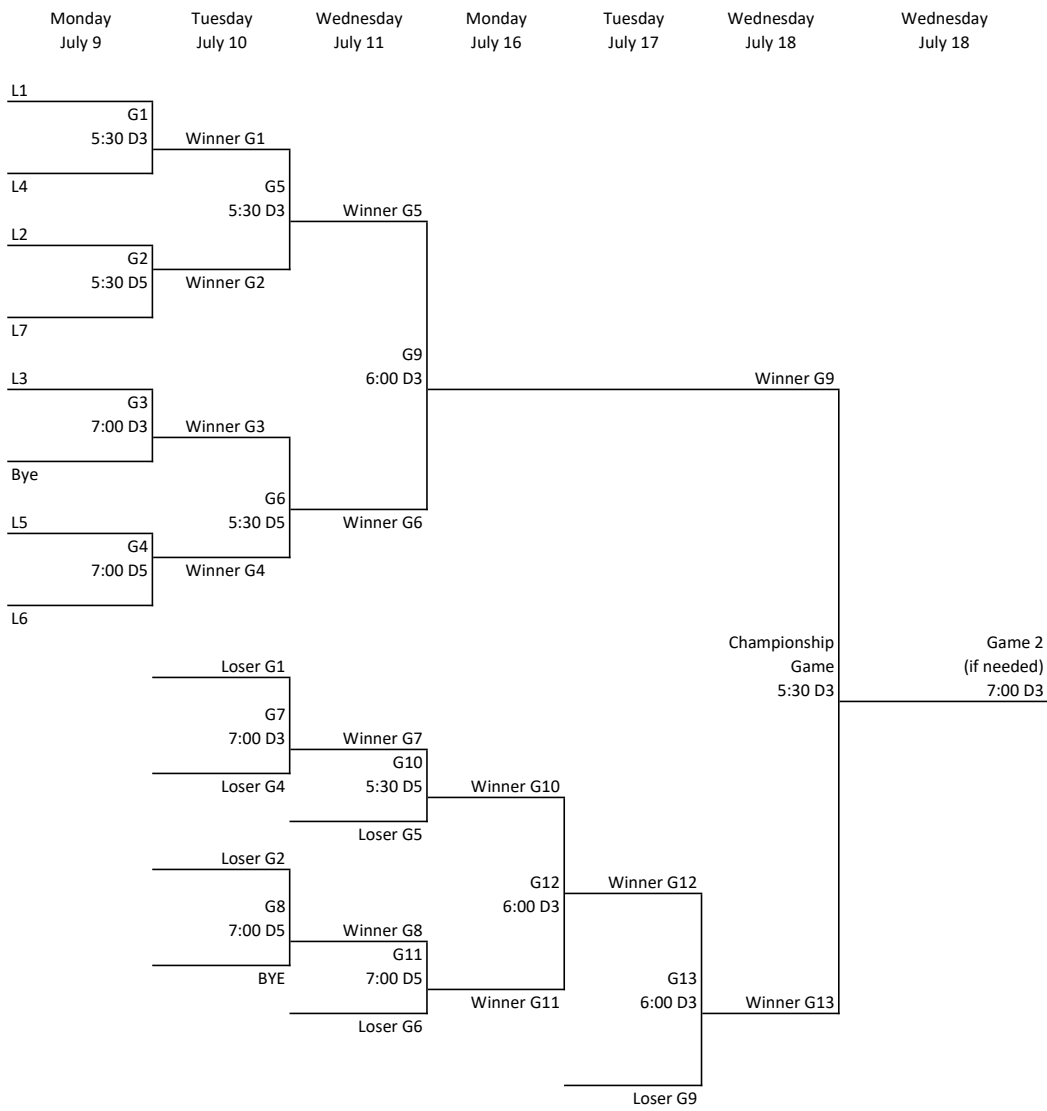 Monday Tuesday Wednesday Monday Tuesday Wednesday Wednesday
July 9 July 10 July 11 July 16 July 17 July 18 July 18
L1
G1
5:30 D3 Winner G1
L4
G5
5:30 D3 Winner G5
L2
G2
5:30 D5 Winner G2
L7
G9
6:00 D3 Winner G9
L3
G3
7:00 D3 Winner G3
Bye
G6
5:30 D5 Winner G6
L5
G4
7:00 D5 Winner G4
L6
Championship Game 2
Game (if needed)
5:30 D3 7:00 D3
Loser G1
G7
7:00 D3 Winner G7
G10
5:30 D5 Winner G10
Loser G4
Loser G5
Loser G2
G12 Winner G12
6:00 D3
G8
7:00 D5 Winner G8
G11
7:00 D5
BYE Winner G11
G13
6:00 D3 Winner G13
Loser G6
Loser G9